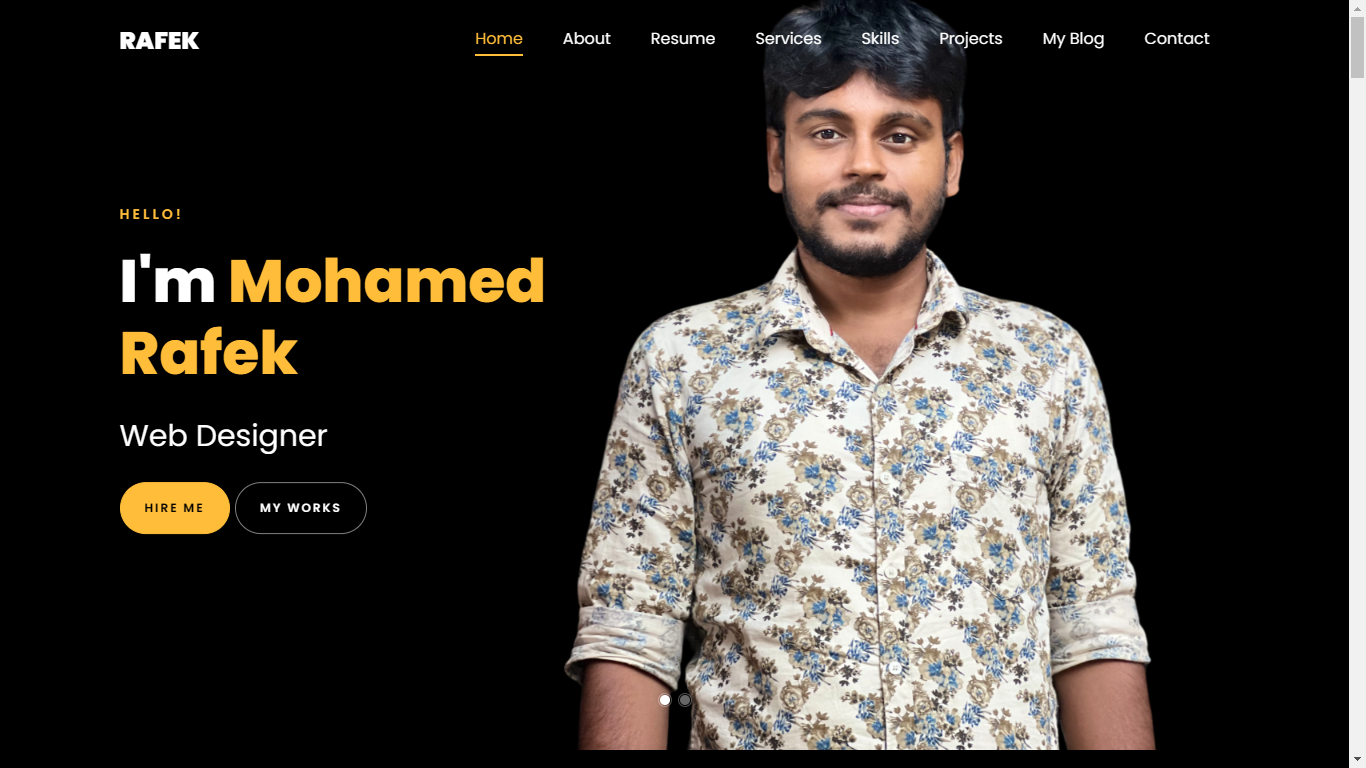 RAFEK
Home About Resume Services Skills Projects My Blog Contact
HELLO!
I'm Mohamed
Rafek
Web Designer
HIRE ME MY WORKS